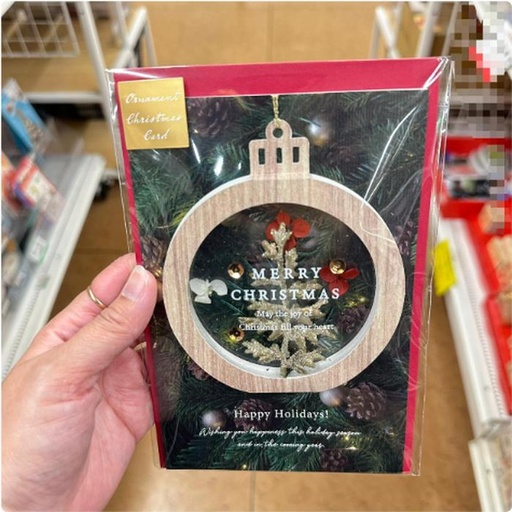 Ornament
Christmas
Card
MERRY
CHRISTMAS
May the joy of
Christmas fill your heart
Happy Holidays!
Wishing you happiness this holiday season
and in the coming year.